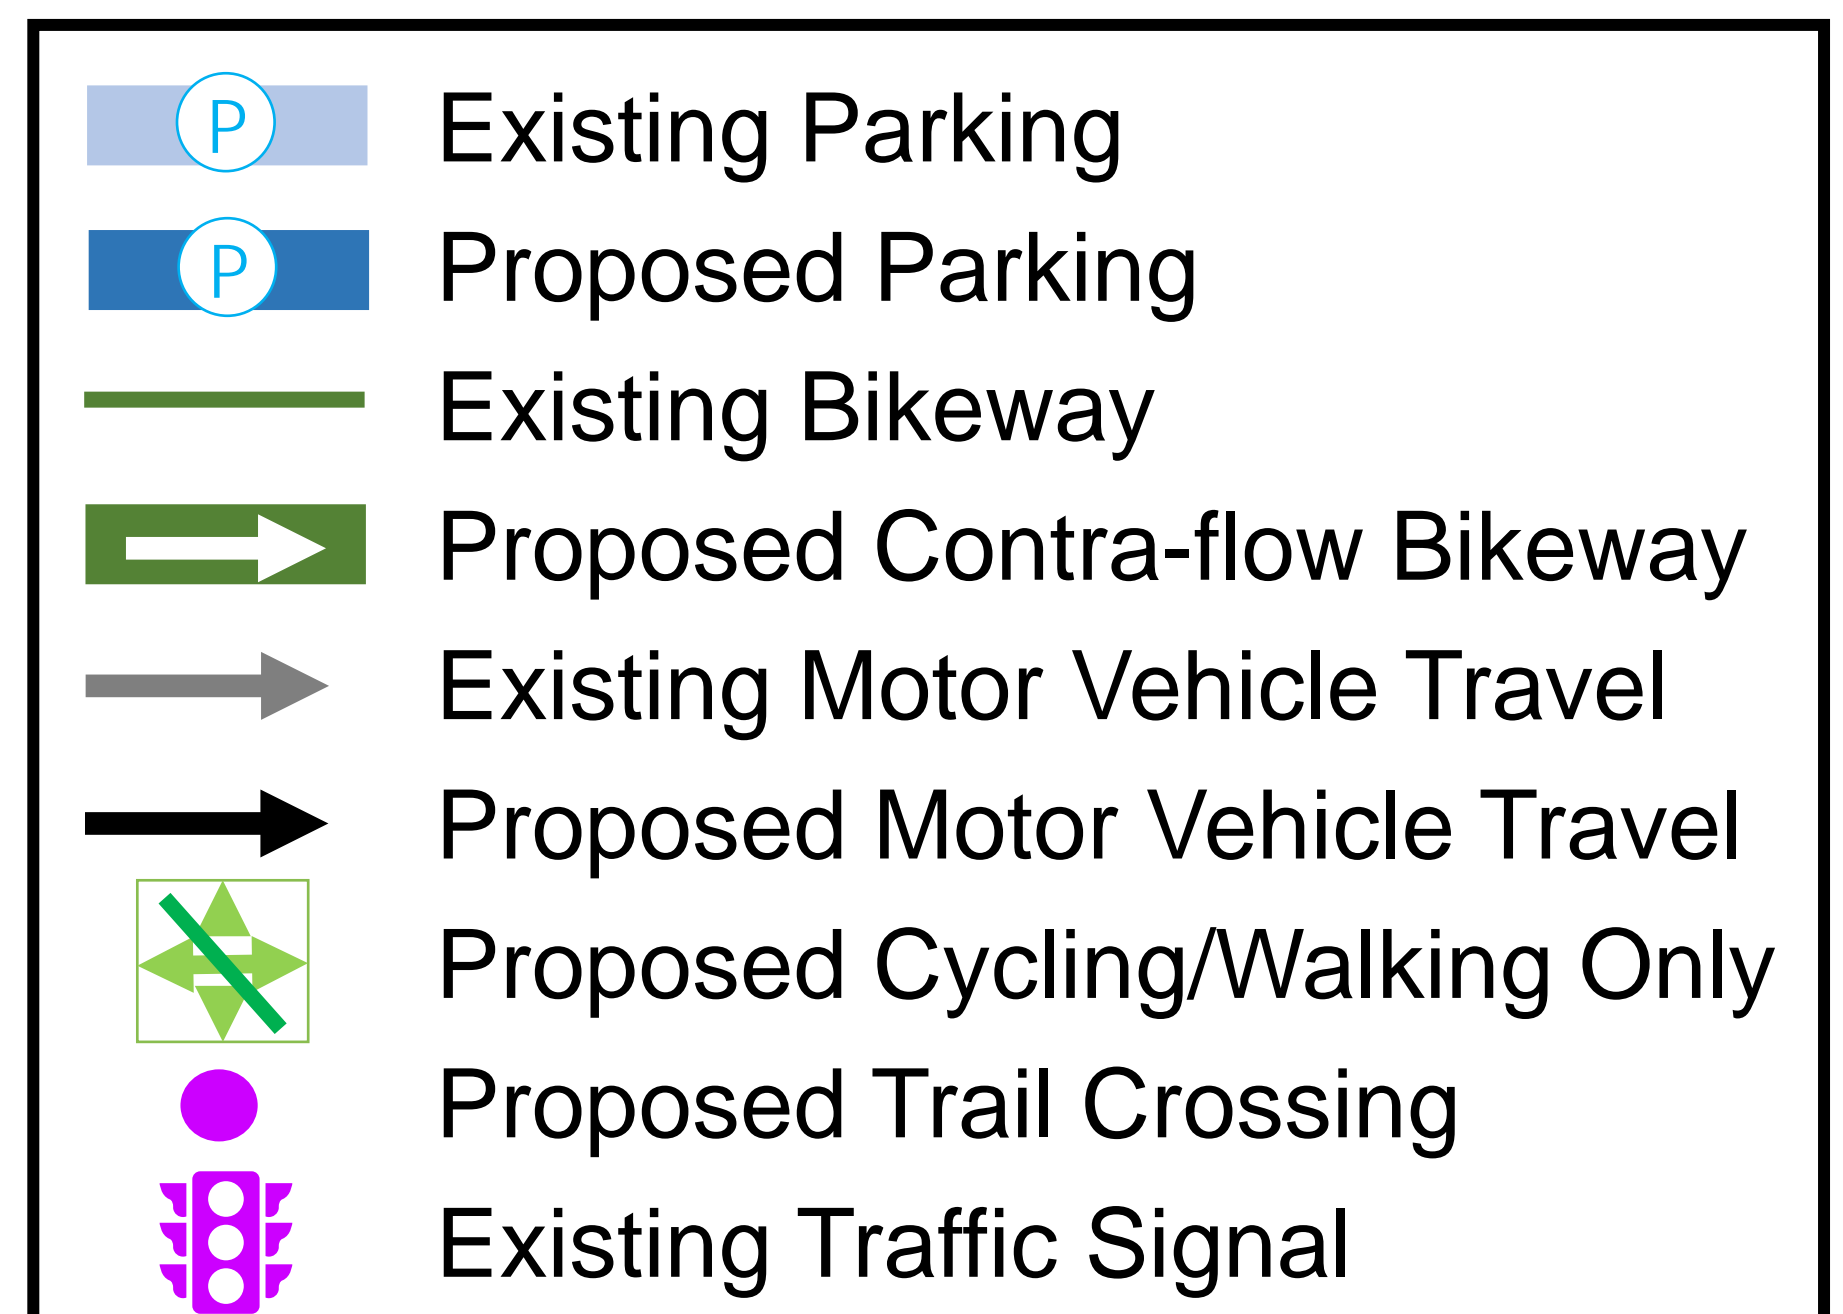 P Existing Parking
P Proposed Parking
Existing Bikeway
Proposed Contra-flow Bikeway
Existing Motor Vehicle Travel
Proposed Motor Vehicle Travel
Proposed Cycling/Walking Only
Proposed Trail Crossing
Existing Traffic Signal